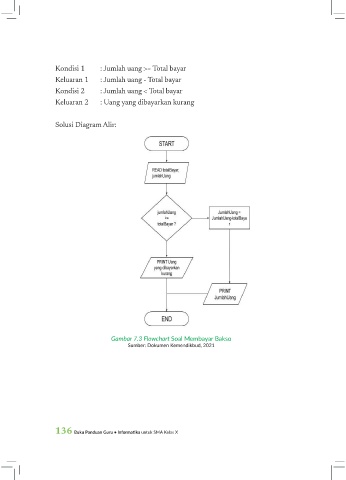 Kondisi 1 : Jumlah uang >= Total bayar
Keluaran 1 : Jumlah uang - Total bayar
Kondisi 2 : Jumlah uang < Total bayar
Keluaran 2 : Uang yang dibayarkan kurang
Solusi Diagram Alir:
START
READ totalBayar,
jumlahUang
jumlahUang
>=
totalBayar ?
JumlahUang =
JumlahUang-totalBaya
r
PRINT Uang
yang dibayarkan
kurang
PRINT
JumlahUang
END
Gambar 7.3 Flowchart Soal Membayar Bakso
Sumber: Dokumen Kemendikbud, 2021
136 Buku Panduan Guru • Informatika untuk SMA Kelas X